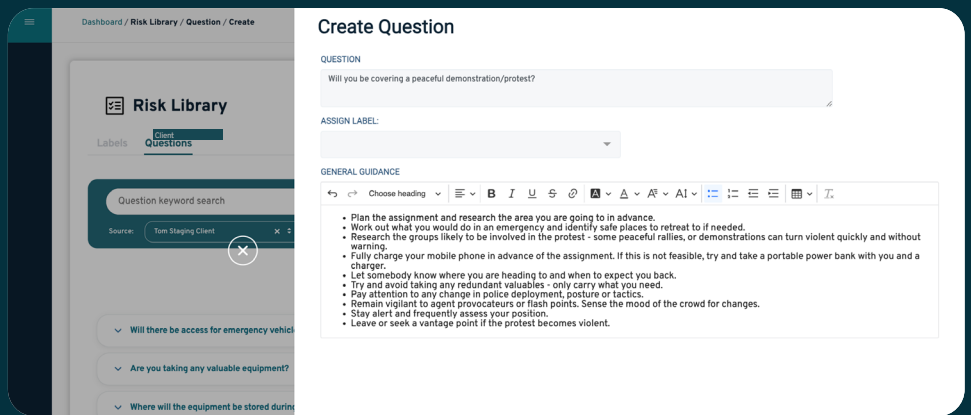 Dashboard / Risk Library / Question / Create
Risk Library
Client
Labels Questions
Question keyword search
Source: Tom Staging Client
Will there be access for emergency
Are you taking any valuable equipment?
Where will the equipment be stored during
Create Question
QUESTION
Will you be covering a peaceful demonstration/protest?
ASSIGN LABEL:
GENERAL GUIDANCE
Choose heading
• Plan the assignment and research the area you are going to in advance.
• Work out what you would do in an emergency and identify safe places to retreat to if needed.
• Research the groups likely to be involved in the protest - some peaceful rallies, or demonstrations can turn violent quickly and without
warning.
• Fully charge your mobile phone in advance of the assignment. If this is not feasible, try and take a portable power bank with you and a
charger.
• Let somebody know where you are heading to and when to expect you back.
• Try and avoid taking any redundant valuables - only carry what you need.
• Pay attention to any change in police deployment, posture or tactics.
• Remain vigilant to agent provocateurs or flash points. Sense the mood of the crowd for changes.
• Stay alert and frequently assess your position.
• Leave or seek a vantage point if the protest becomes violent.